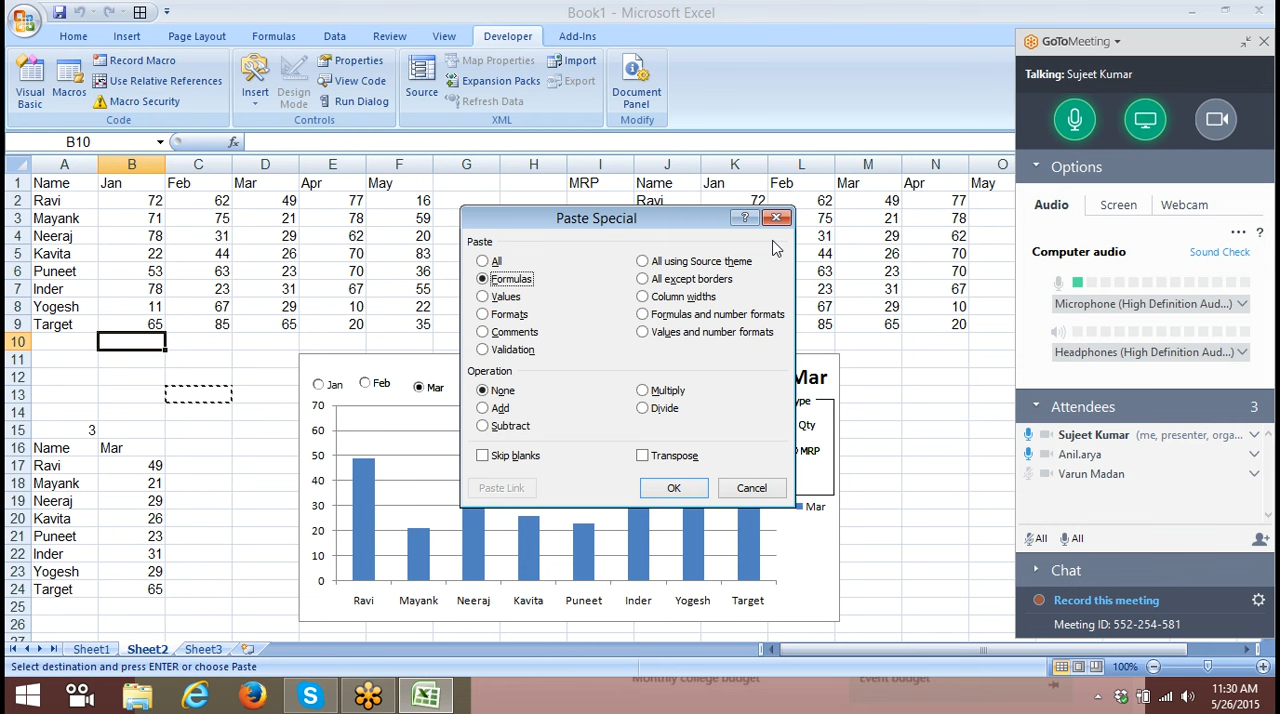 Book1 - Microsoft Excel
Home Insert Page Layout Formulas Data Review View Developer Add-Ins
Visual Basic Macros Record Macro Use Relative References Macro Security Code
Insert Design Mode Properties View Code Run Dialog Controls
Source Map Properties Expansion Packs Refresh Data Import Export XML
Document Panel Modify
B10 fx
A B C D E F G H I J K L M N O
1 Name Jan Feb Mar Apr May MRP Name Jan Feb Mar Apr May
2 Ravi 72 62 49 77 16 Ravi 72 62 49 77
3 Mayank 71 75 21 78 59 75 21 78
4 Neeraj 78 31 29 62 20 31 29 62
5 Kavita 22 44 26 70 83 44 26 70
6 Puneet 53 63 23 70 36 63 23 70
7 Inder 78 23 31 67 55 23 31 67
8 Yogesh 11 67 29 10 22 67 29 10
9 Target 65 85 65 20 35 85 65 20
10
11
12
13
14
15 3
16 Name Mar
17 Ravi 49
18 Mayank 21
19 Neeraj 29
20 Kavita 26
21 Puneet 23
22 Inder 31
23 Yogesh 29
24 Target 65
25
26
27
Jan Feb Mar
Mar
ype
Qty
MRP
Mar
70
60
50
40
30
20
10
0
Ravi Mayank Neeraj Kavita Puneet Inder Yogesh Target
Paste Special
?
Paste
All All using Source theme
Formulas All except borders
Values Column widths
Formats Formulas and number formats
Comments Values and number formats
Validation
Operation
None Multiply
Add Divide
Subtract
Skip blanks Transpose
Paste Link OK Cancel
Sheet1 Sheet2 Sheet3
Select destination and press ENTER or choose Paste
100%
GoToMeeting
Talking: Sujeet Kumar
Options
Audio Screen Webcam
?
Computer audio Sound Check
Microphone (High Definition Aud...)
Headphones (High Definition Aud...)
Attendees 3
Sujeet Kumar (me, presenter, orga...
Anil.arya
Varun Madan
All All
Chat
Record this meeting
Meeting ID: 552-254-581
Monthly college budget Event budget
11:30 AM
5/26/2015